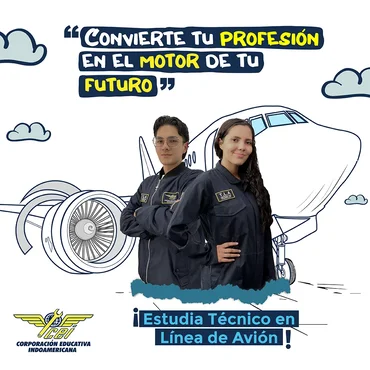 “CONVIERTE TU PROFESIÓN
EN EL MOTOR DE TU
FUTURO”
T.L.A
¡Estudia Técnico en
Línea de Avión!
CEI
CORPORACIÓN EDUCATIVA
INDOAMERICANA